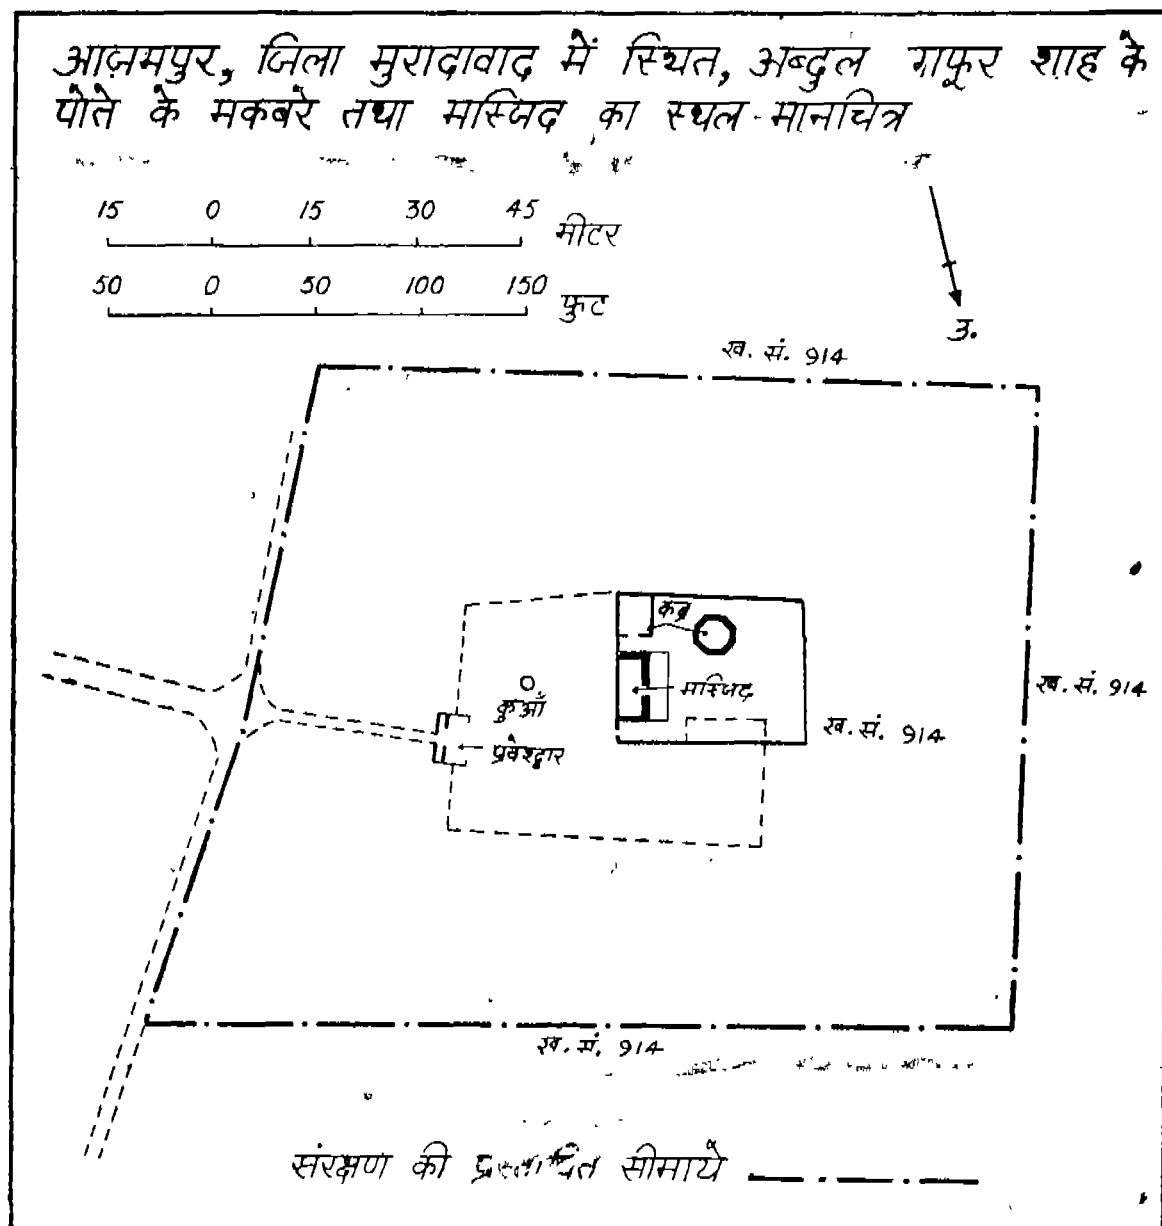 आज़मपुर, जिला मुरादावाद में स्थित, अब्दुल गफूर शाह के
पोते के मकबरे तथा मस्जिद का स्थल-मानचित्र
15 0 15 30 45 मीटर
50 0 50 100 150 फुट
उ.
ख. सं. 914
कब्र
कुआँ
मस्जिद
ख. सं. 914
ख. सं. 914
प्रवेशद्वार
ख. सं. 914
संरक्षण की प्रस्तावित सीमाये